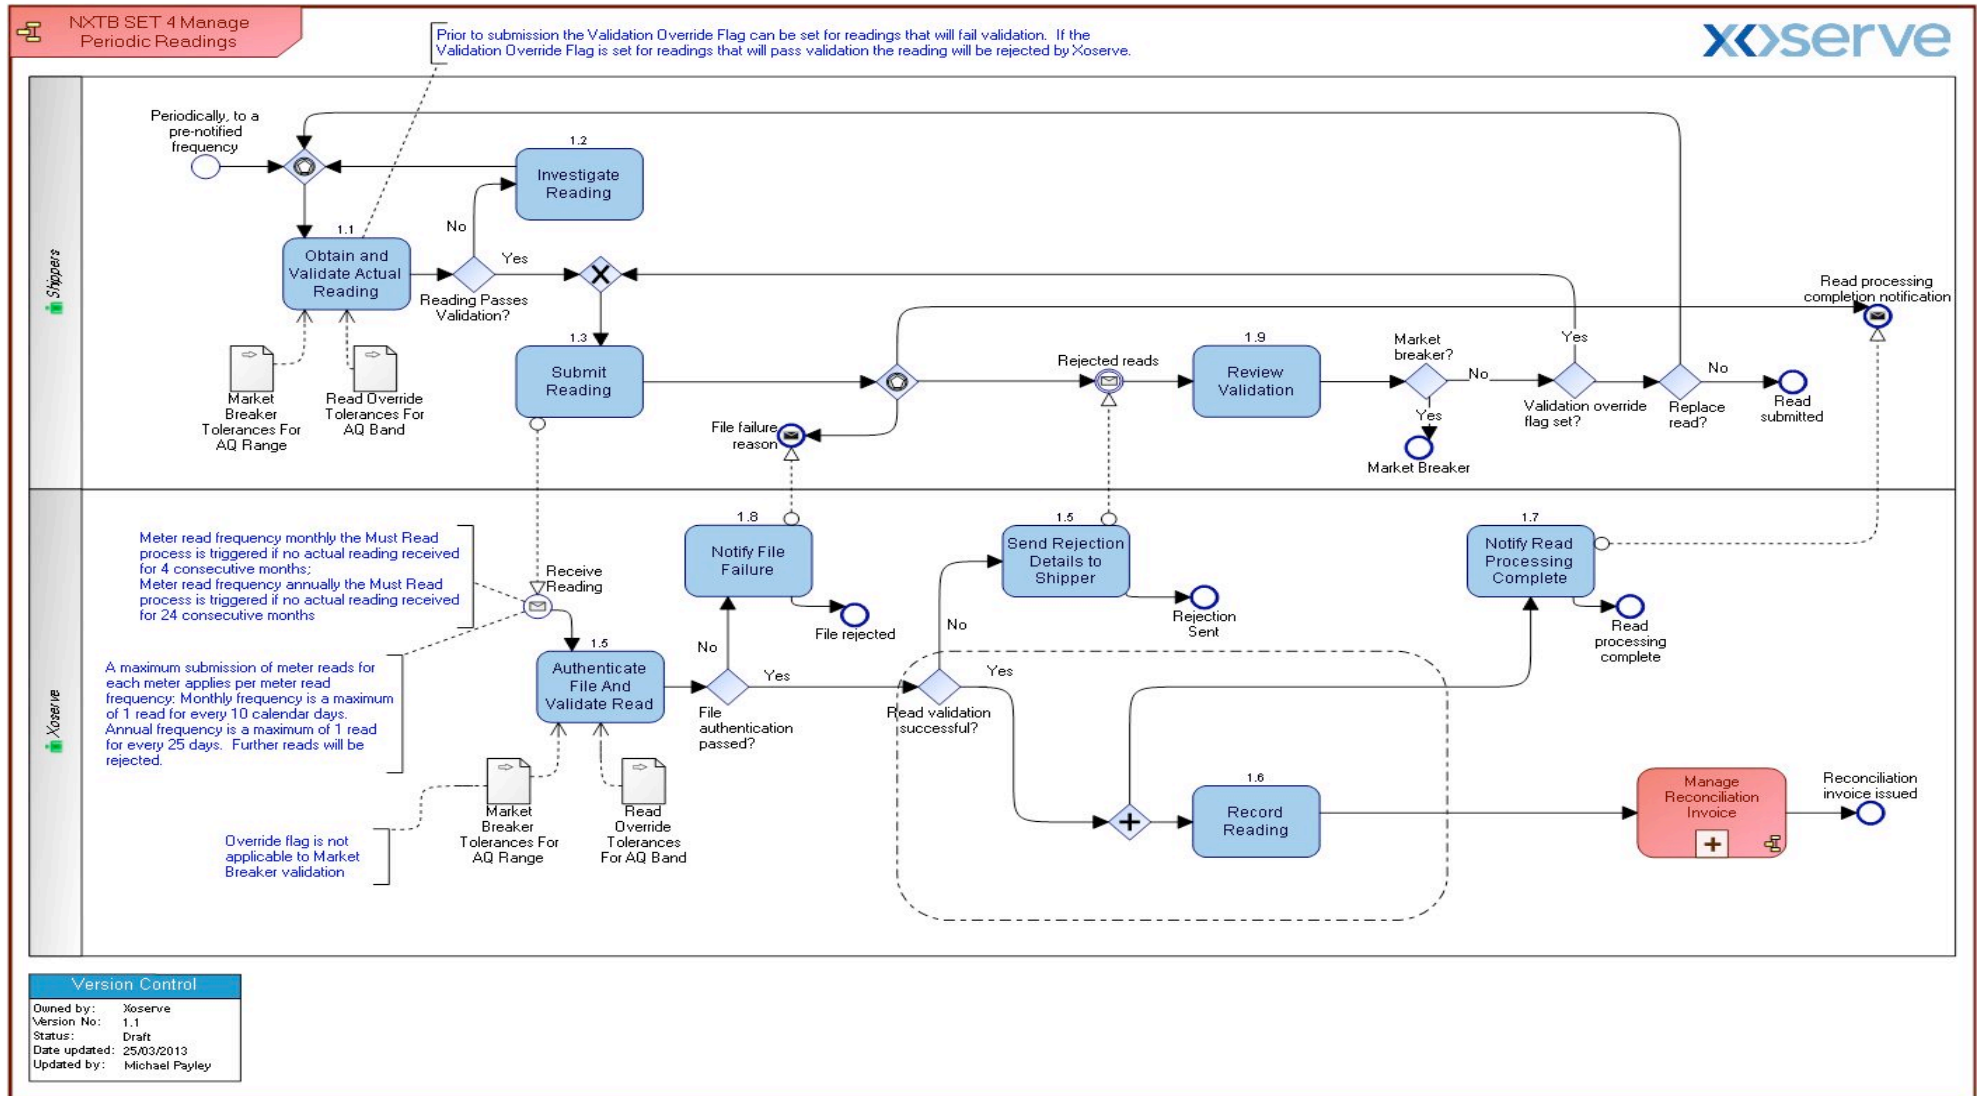 NXTB SET 4 Manage
Periodic Readings
xoserve
Prior to submission the Validation Override Flag can be set for readings that will fail validation. If the
Validation Override Flag is set for readings that will pass validation the reading will be rejected by Xoserve.
Shippers
Periodically, to a
pre-notified
frequency
1.2
Investigate
Reading
No
1.1
Obtain and
Validate Actual
Reading
Yes
Reading Passes
Validation?
Market
Breaker
Tolerances For
AQ Range
Read Override
Tolerances For
AQ Band
1.3
Submit
Reading
File failure
reason
Rejected reads
1.9
Review
Validation
Market
breaker?
No
Yes
Market Breaker
Yes
Validation override
flag set?
Replace
read?
No
Read
submitted
Read processing
completion notification
Xoserve
Meter read frequency monthly the Must Read
process is triggered if no actual reading received
for 4 consecutive months;
Meter read frequency annually the Must Read
process is triggered if no actual reading received
for 24 consecutive months
Receive
Reading
A maximum submission of meter reads for
each meter applies per meter read
frequency: Monthly frequency is a maximum
of 1 read for every 10 calendar days.
Annual frequency is a maximum of 1 read
for every 25 days. Further reads will be
rejected.
1.5
Authenticate
File And
Validate Read
Market
Breaker
Tolerances For
AQ Range
Read
Override
Tolerances
For AQ Band
Override flag is not
applicable to Market
Breaker validation
1.8
Notify File
Failure
File rejected
No
Yes
File
authentication
passed?
1.5
Send Rejection
Details to
Shipper
Rejection
Sent
No
Yes
Read validation
successful?
1.6
Record
Reading
1.7
Notify Read
Processing
Complete
Read
processing
complete
Manage
Reconciliation
Invoice
Reconciliation
invoice issued
Version Control
Owned by: Xoserve
Version No: 1.1
Status: Draft
Date updated: 25/03/2013
Updated by: Michael Payley